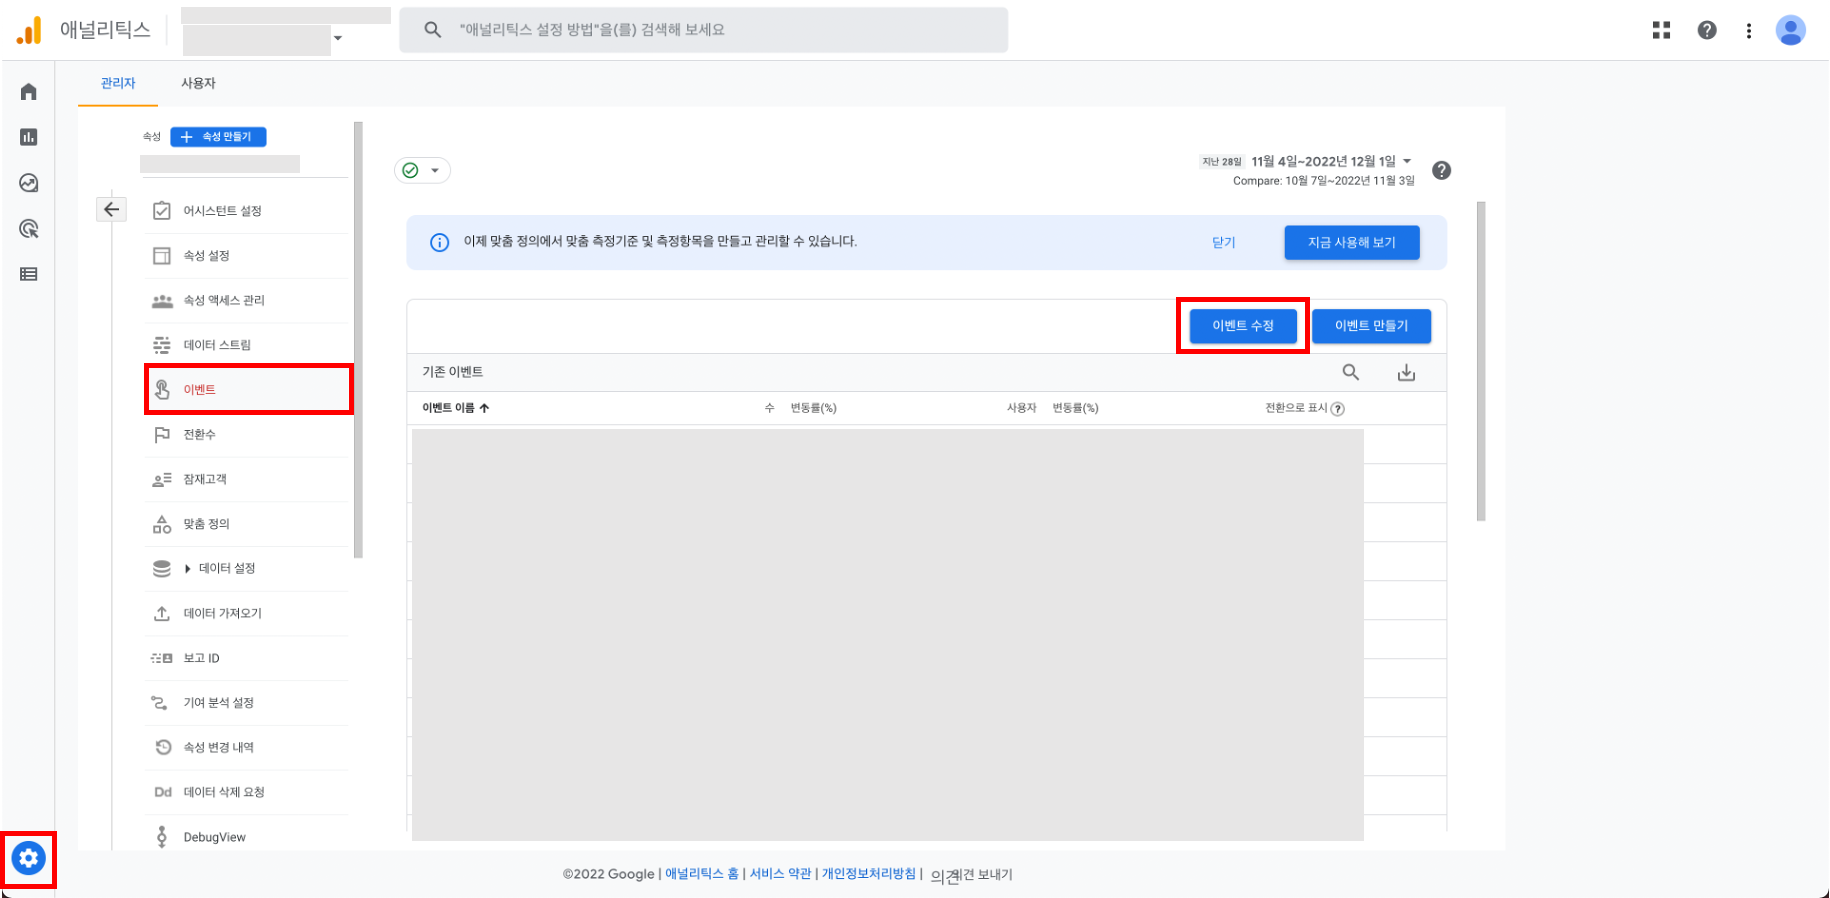 애널리틱스
"애널리틱스 설정 방법"을(를) 검색해 보세요
관리자 사용자
속성 + 속성 만들기
어시스턴트 설정
속성 설정
속성 액세스 관리
데이터 스트림
이벤트
전환수
잠재고객
맞춤 정의
데이터 설정
데이터 가져오기
보고 ID
기여 분석 설정
속성 변경 내역
Dd 데이터 삭제 요청
DebugView
지난 28일 11월 4일~2022년 12월 1일
Compare: 10월 7일~2022년 11월 3일
이제 맞춤 정의에서 맞춤 측정기준 및 측정항목을 만들고 관리할 수 있습니다.
닫기 지금 사용해 보기
이벤트 수정 이벤트 만들기
기존 이벤트
이벤트 이름 ↑ 수 변동률(%) 사용자 변동률(%) 전환으로 표시
©2022 Google | 애널리틱스 홈 | 서비스 약관 | 개인정보처리방침 | 의견 보내기